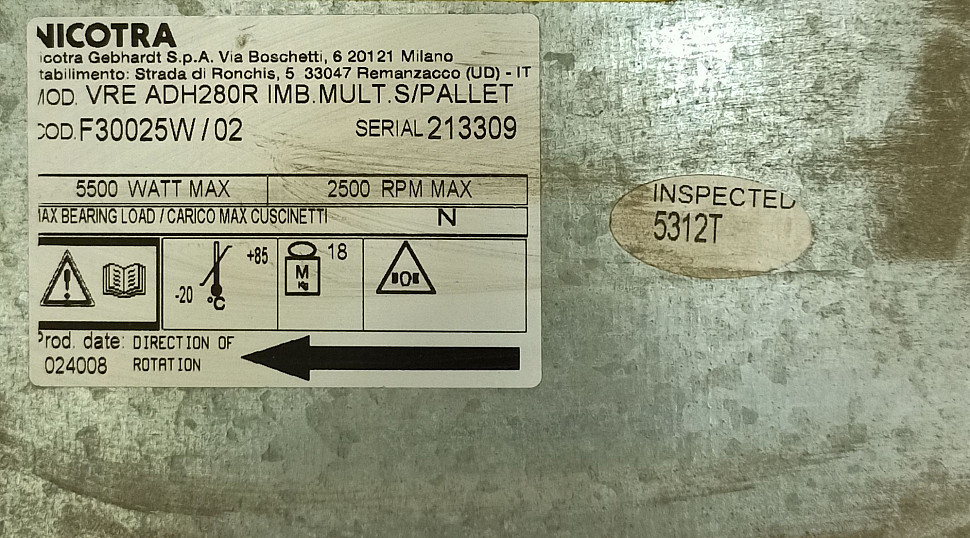 NICOTRA
icotra Gebhardt S.p.A. Via Boschetti, 6 20121 Milano
tabilimento: Strada di Ronchis, 5 33047 Remanzacco (UD) - IT
MOD. VRE ADH280R IMB.MULT.S/PALLET
COD. F30025W / 02 SERIAL 213309
5500 WATT MAX 2500 RPM MAX
MAX BEARING LOAD / CARICO MAX CUSCINETTI N
-20 +85 °C
M Kg 18
Prod. date: DIRECTION OF
024008 ROTATION
INSPECTED
5312T